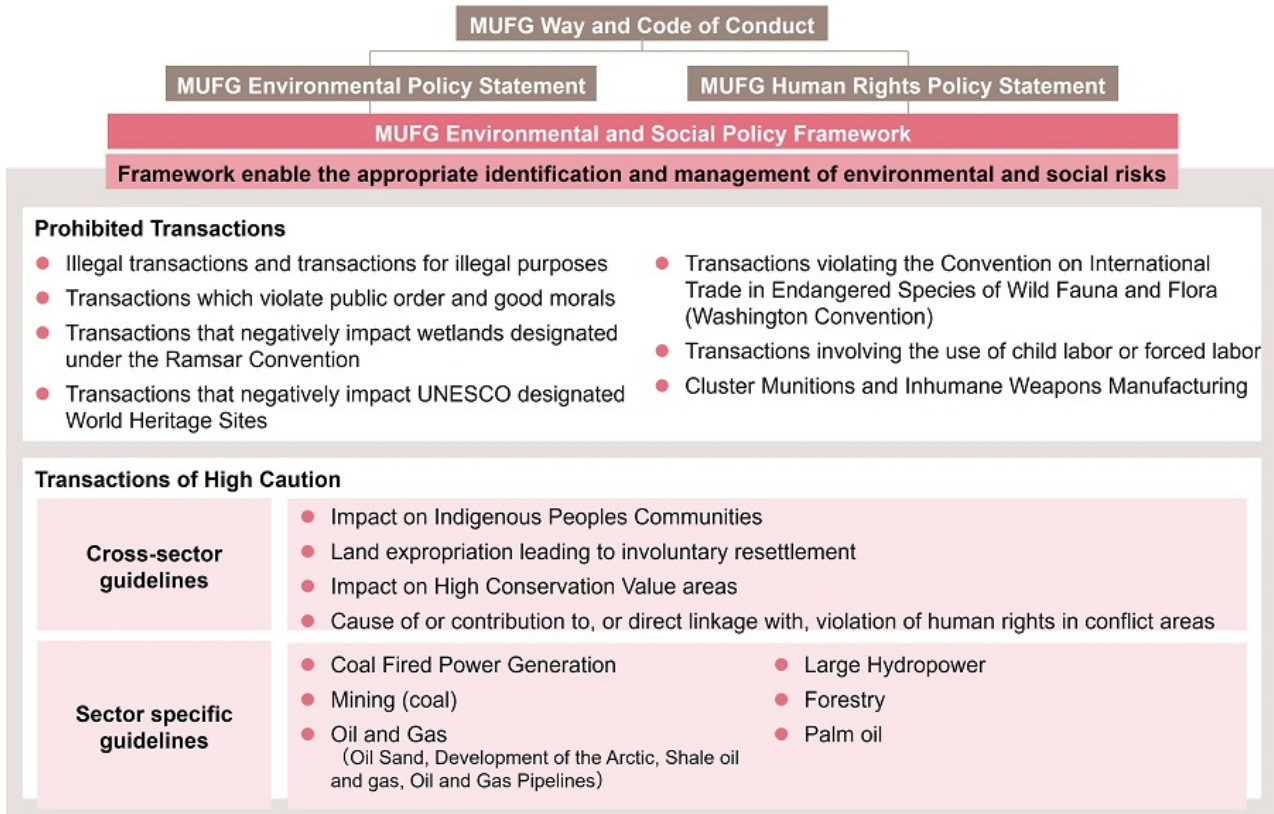 MUFG Way and Code of Conduct
MUFG Environmental Policy Statement
MUFG Human Rights Policy Statement
MUFG Environmental and Social Policy Framework
Framework enable the appropriate identification and management of environmental and social risks
Prohibited Transactions
● Illegal transactions and transactions for illegal purposes
● Transactions which violate public order and good morals
● Transactions that negatively impact wetlands designated
under the Ramsar Convention
● Transactions that negatively impact UNESCO designated
World Heritage Sites
● Transactions violating the Convention on International
Trade in Endangered Species of Wild Fauna and Flora
(Washington Convention)
● Transactions involving the use of child labor or forced labor
● Cluster Munitions and Inhumane Weapons Manufacturing
Transactions of High Caution
Cross-sector
guidelines
● Impact on Indigenous Peoples Communities
● Land expropriation leading to involuntary resettlement
● Impact on High Conservation Value areas
● Cause of or contribution to, or direct linkage with, violation of human rights in conflict areas
Sector specific
guidelines
● Coal Fired Power Generation
● Mining (coal)
● Oil and Gas
（Oil Sand, Development of the Arctic, Shale oil
and gas, Oil and Gas Pipelines）
● Large Hydropower
● Forestry
● Palm oil